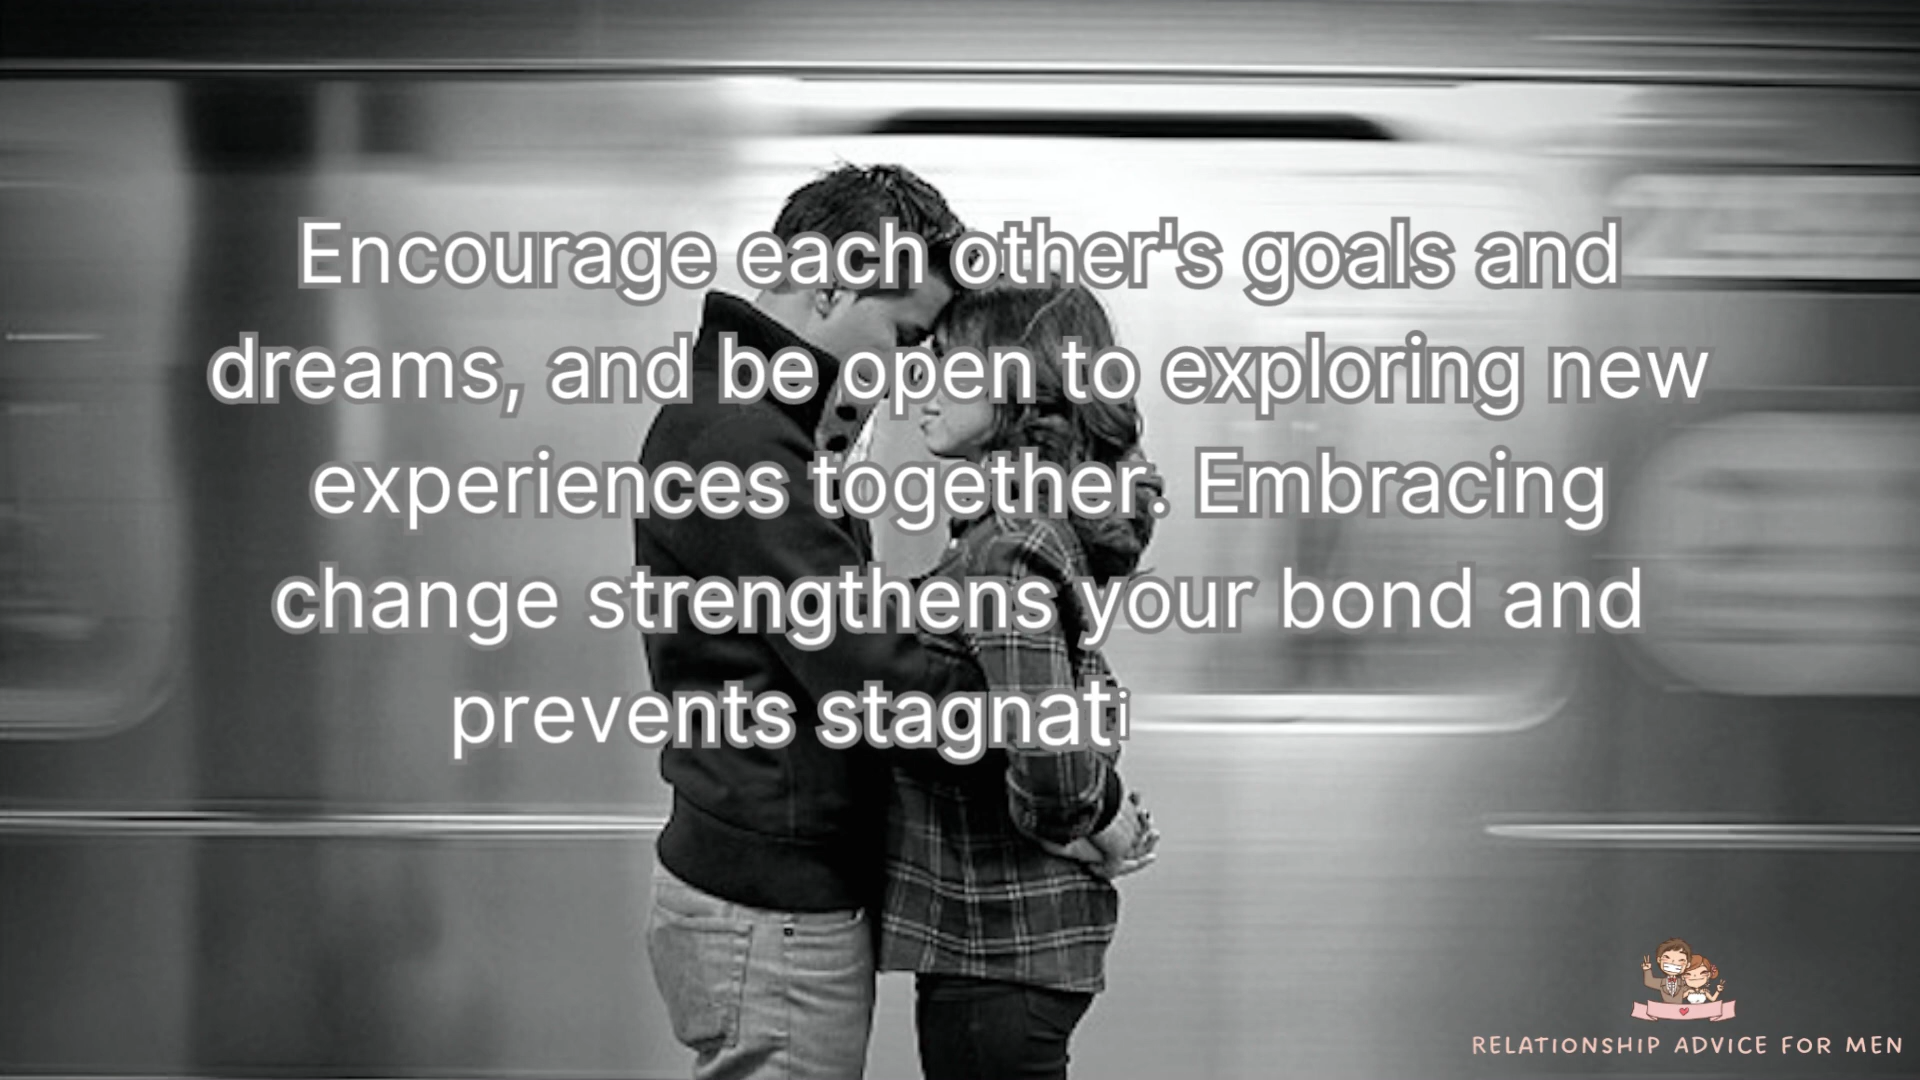 Encourage each other's goals and
dreams, and be open to exploring new
experiences together. Embracing
change strengthens your bond and
prevents stagnati
RELATIONSHIP ADVICE FOR MEN